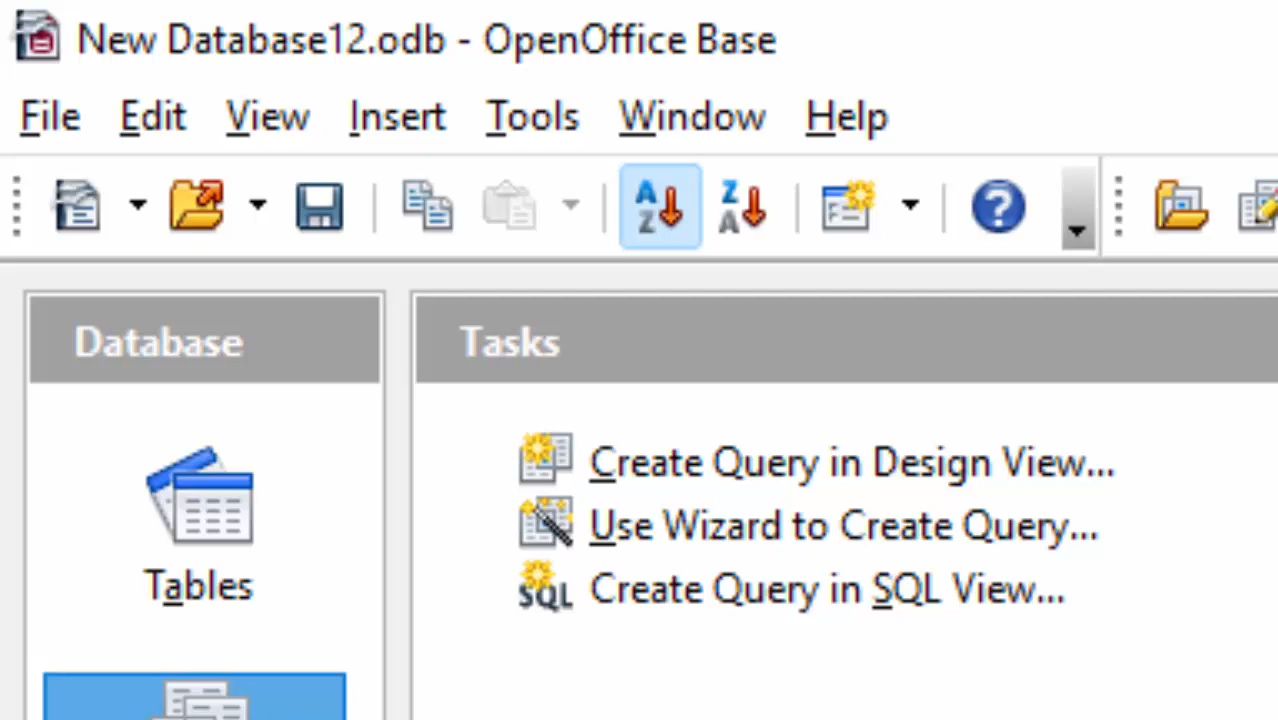 New Database12.odb - OpenOffice Base
File Edit View Insert Tools Window Help
Database
Tasks
Tables
Create Query in Design View...
Use Wizard to Create Query...
Create Query in SQL View...